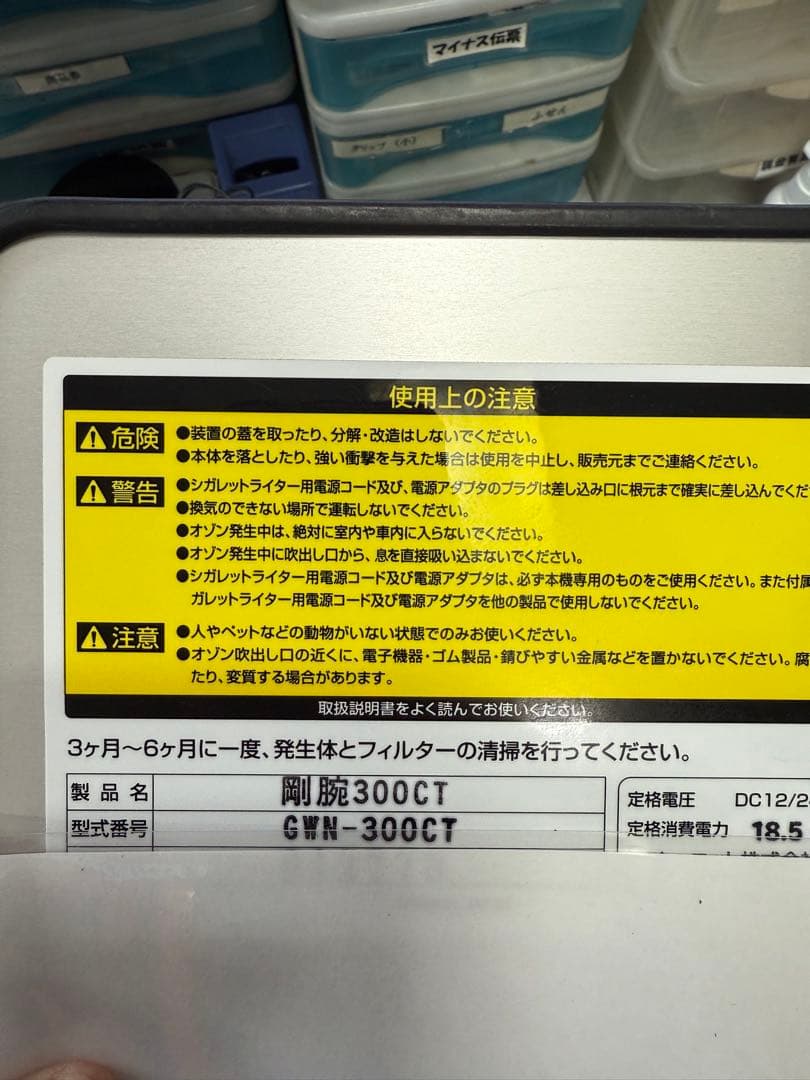 マイナス伝票
クリップ(小)
ふせん
使用上の注意
危険
●装置の蓋を取ったり、分解・改造はしないでください。
●本体を落としたり、強い衝撃を与えた場合は使用を中止し、販売元までご連絡ください。
警告
●シガレットライター用電源コード及び、電源アダプタのプラグは差し込み口に根元まで確実に差し込んでくだ
●換気のできない場所で運転しないでください。
●オゾン発生中は、絶対に室内や車内に入らないでください。
●オゾン発生中に吹出し口から、息を直接吸い込まないでください。
●シガレットライター用電源コード及び電源アダプタは、必ず本機専用のものをご使用ください。また付属
ガレットライター用電源コード及び電源アダプタを他の製品で使用しないでください。
注意
●人やペットなどの動物がいない状態でのみお使いください。
●オゾン吹出し口の近くに、電子機器・ゴム製品・錆びやすい金属などを置かないでください。腐
たり、変質する場合があります。
取扱説明書をよく読んでお使いください。
3ヶ月～6ヶ月に一度、発生体とフィルターの清掃を行ってください。
製品名 剛腕300CT
型式番号 GWN-300CT
定格電圧 DC12/2
定格消費電力 18.5